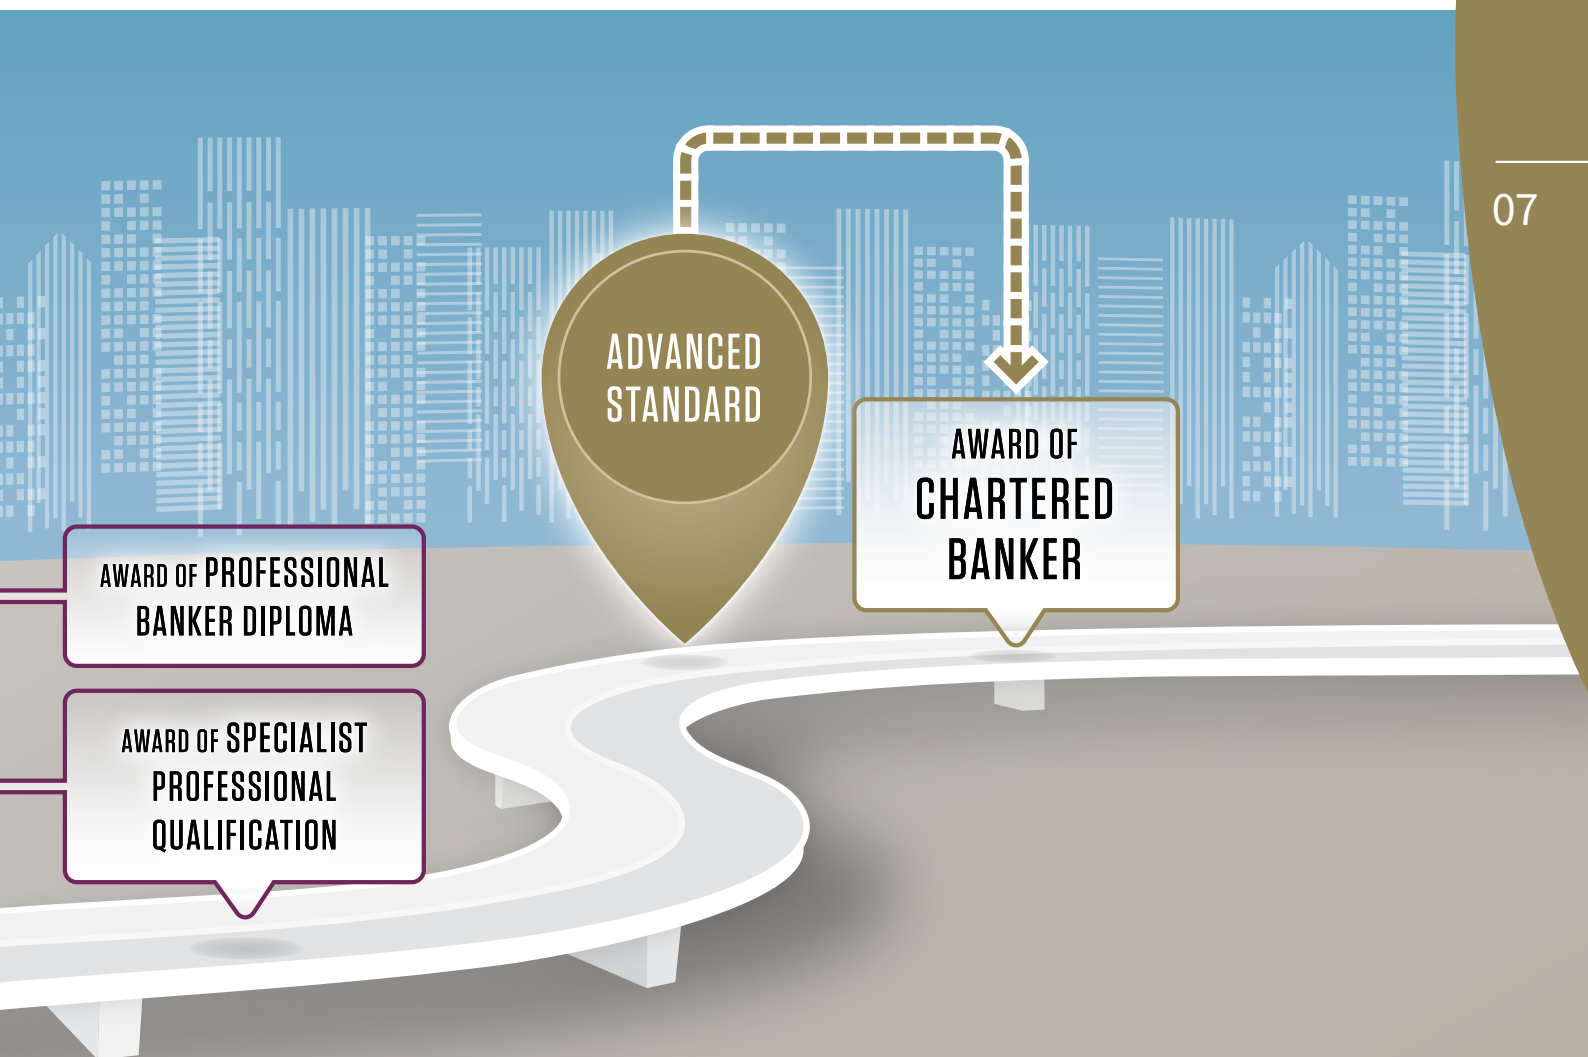 07
ADVANCED
STANDARD
AWARD OF
CHARTERED
BANKER
AWARD OF PROFESSIONAL
BANKER DIPLOMA
AWARD OF SPECIALIST
PROFESSIONAL
QUALIFICATION